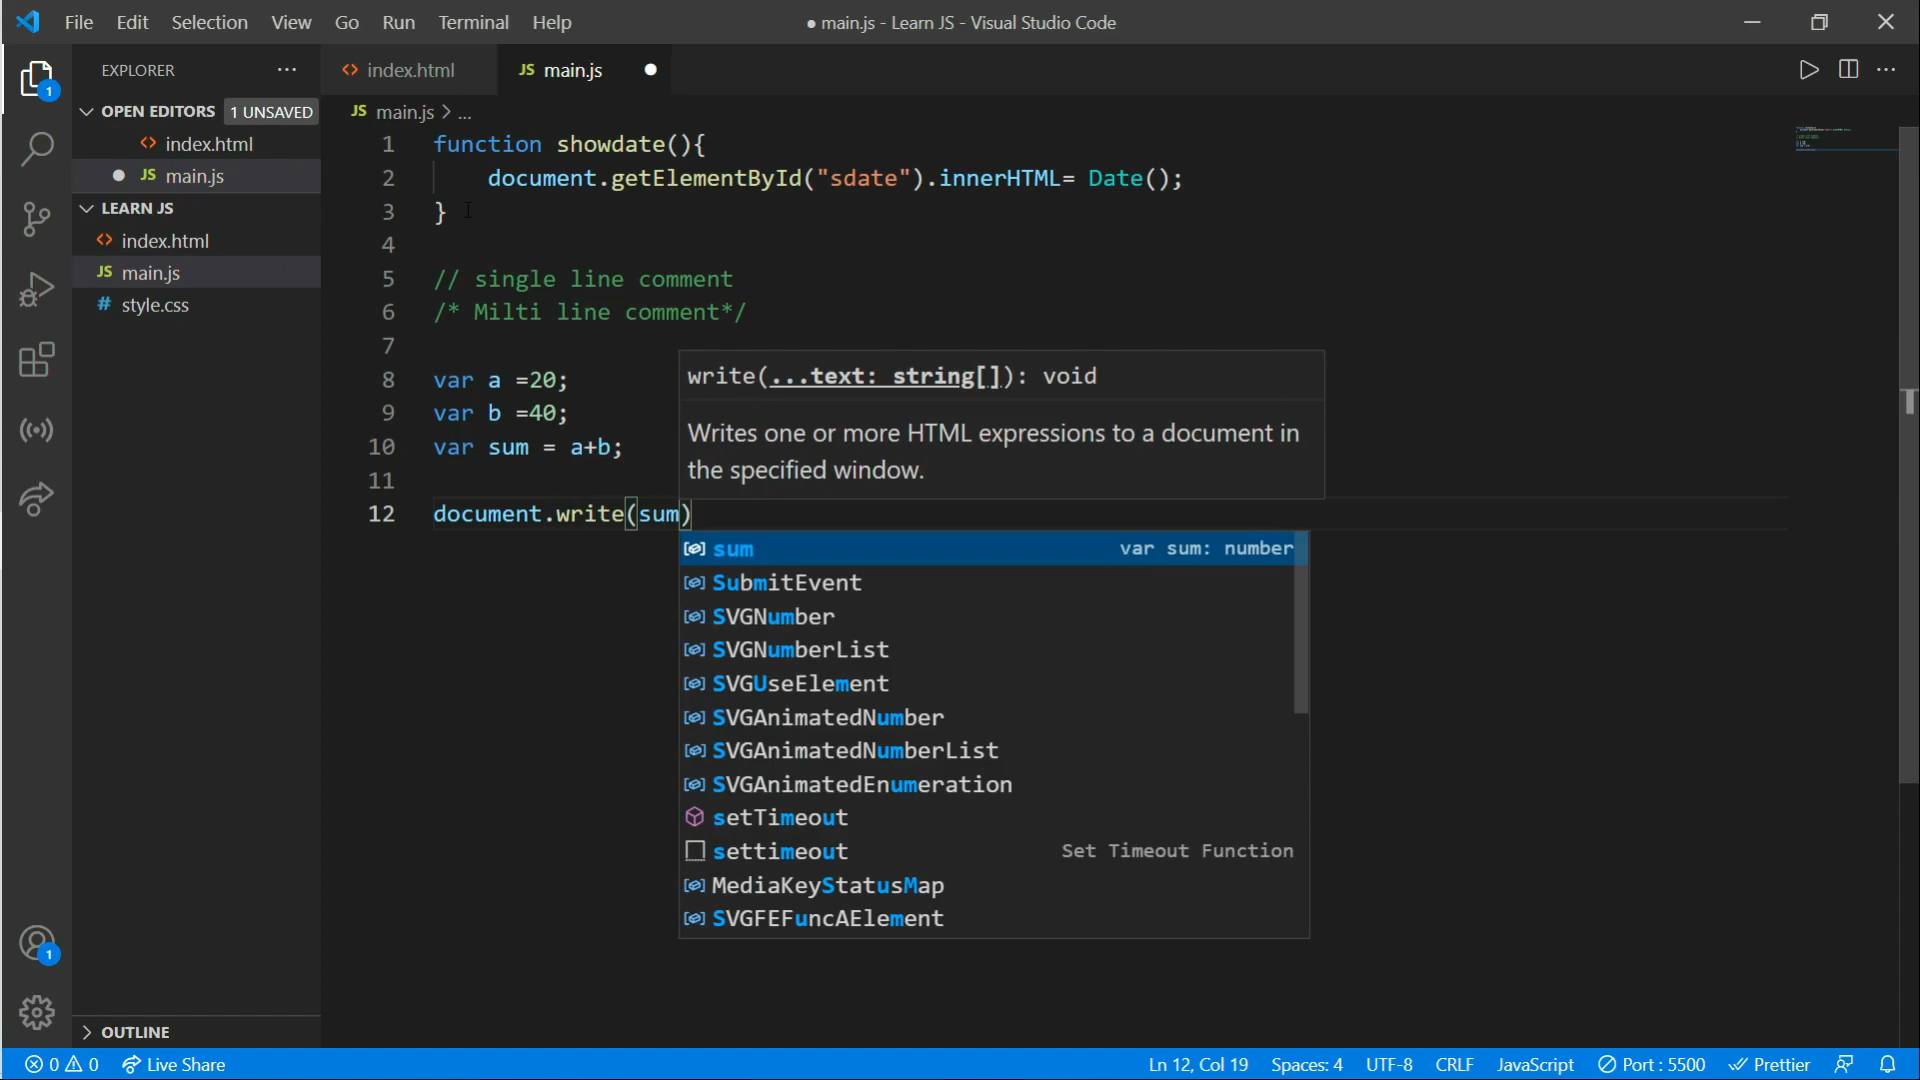 File Edit Selection View Go Run Terminal Help
● main.js - Learn JS - Visual Studio Code
EXPLORER ...
index.html
JS main.js
OPEN EDITORS 1 UNSAVED
index.html
JS main.js
LEARN JS
index.html
JS main.js
# style.css
OUTLINE
JS main.js > ...
1 function showdate(){
2 document.getElementById("sdate").innerHTML= Date();
3 }
4
5 // single line comment
6 /* Milti line comment*/
7
8 var a =20;
9 var b =40;
10 var sum = a+b;
11
12 document.write(sum)
write(...text: string[]): void
Writes one or more HTML expressions to a document in
the specified window.
sum var sum: number
SubmitEvent
SVGNumber
SVGNumberList
SVGUseElement
SVGAnimatedNumber
SVGAnimatedNumberList
SVGAnimatedEnumeration
setTimeout
settimeout Set Timeout Function
MediaKeyStatusMap
SVGFEFuncAElement
1
1
0 0 Live Share
Ln 12, Col 19 Spaces: 4 UTF-8 CRLF JavaScript Port : 5500 Prettier